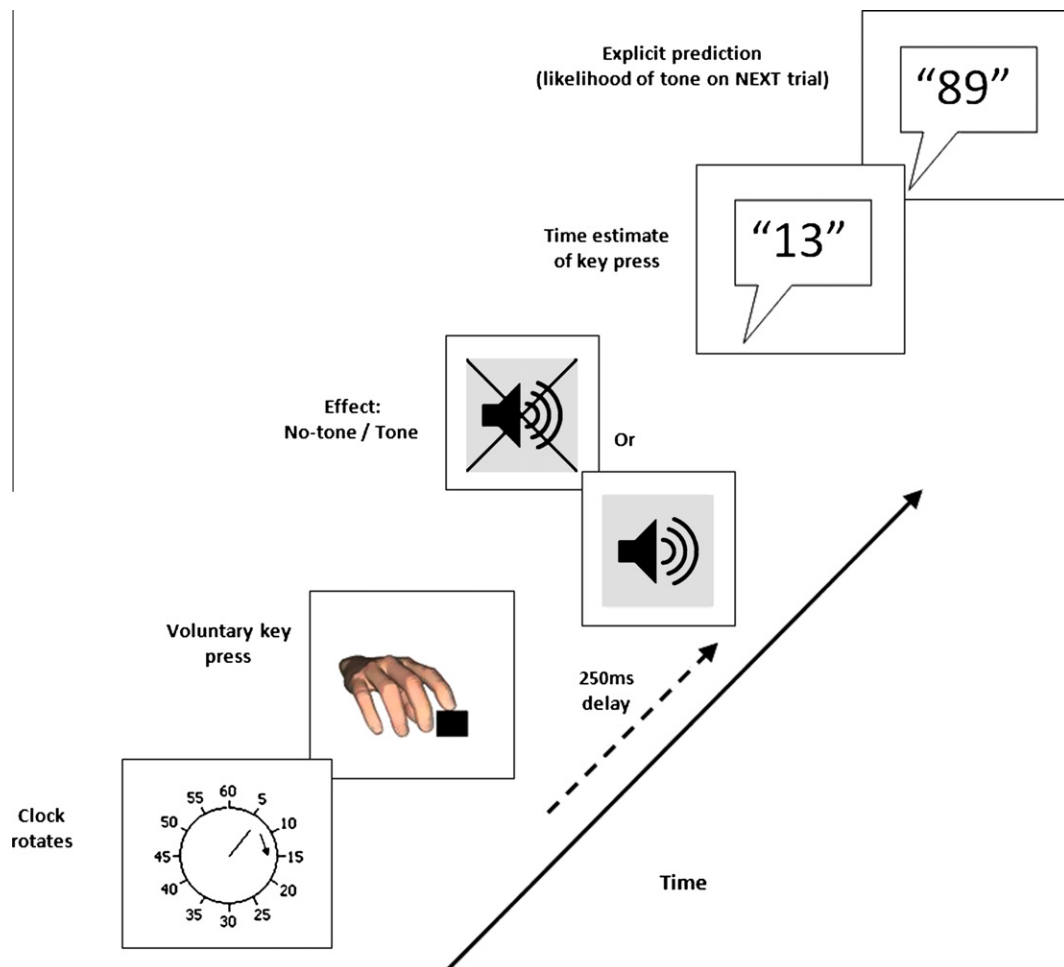 Explicit prediction
(likelihood of tone on NEXT trial)
“89”
Time estimate
of key press
“13”
Effect:
No-tone / Tone
Or
Voluntary key
press
250ms
delay
Clock
rotates
60
5
10
15
20
25
30
35
40
45
50
55
Time